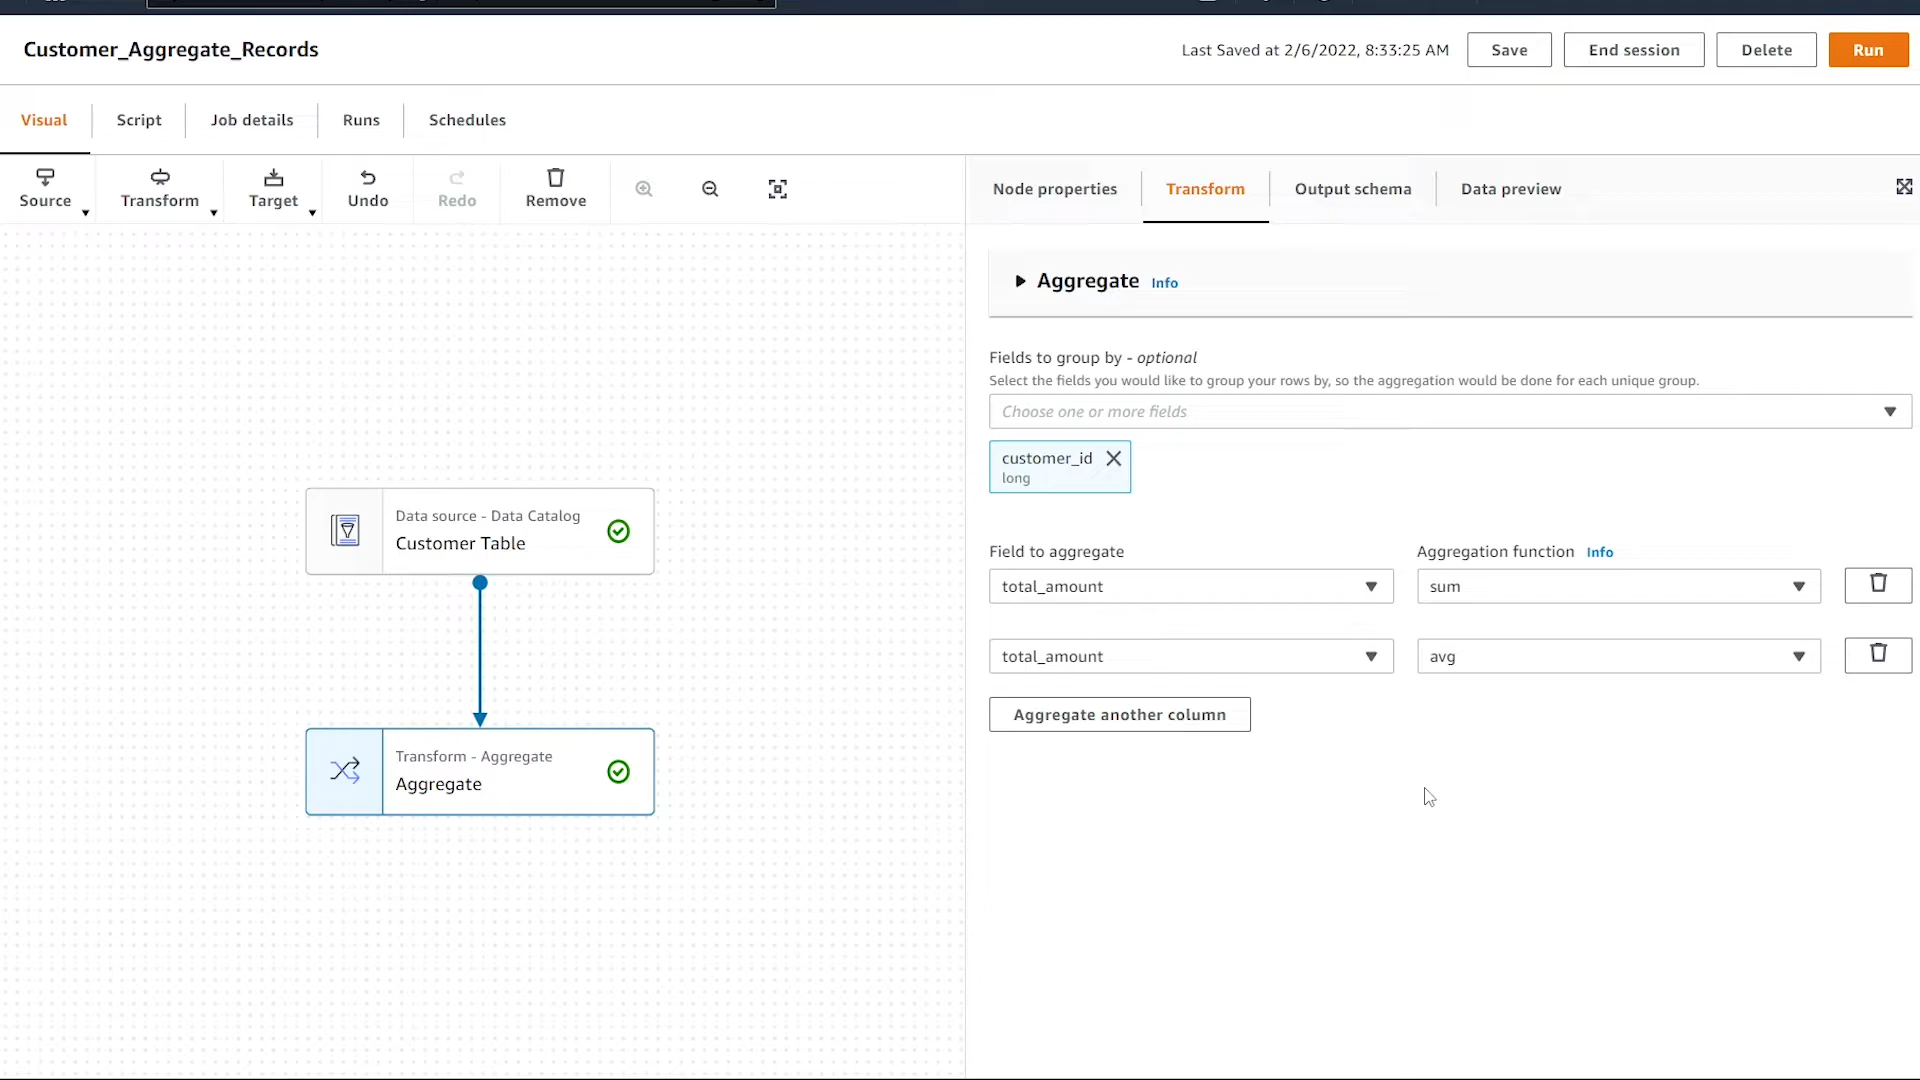 Customer_Aggregate_Records
Last Saved at 2/6/2022, 8:33:25 AM
Save
End session
Delete
Run
Visual
Script
Job details
Runs
Schedules
Source
Transform
Target
Undo
Redo
Remove
Node properties
Transform
Output schema
Data preview
Aggregate Info
Fields to group by - optional
Select the fields you would like to group your rows by, so the aggregation would be done for each unique group.
Choose one or more fields
customer_id
long
Data source - Data Catalog
Customer Table
Field to aggregate
Aggregation function Info
total_amount
sum
total_amount
avg
Aggregate another column
Transform - Aggregate
Aggregate